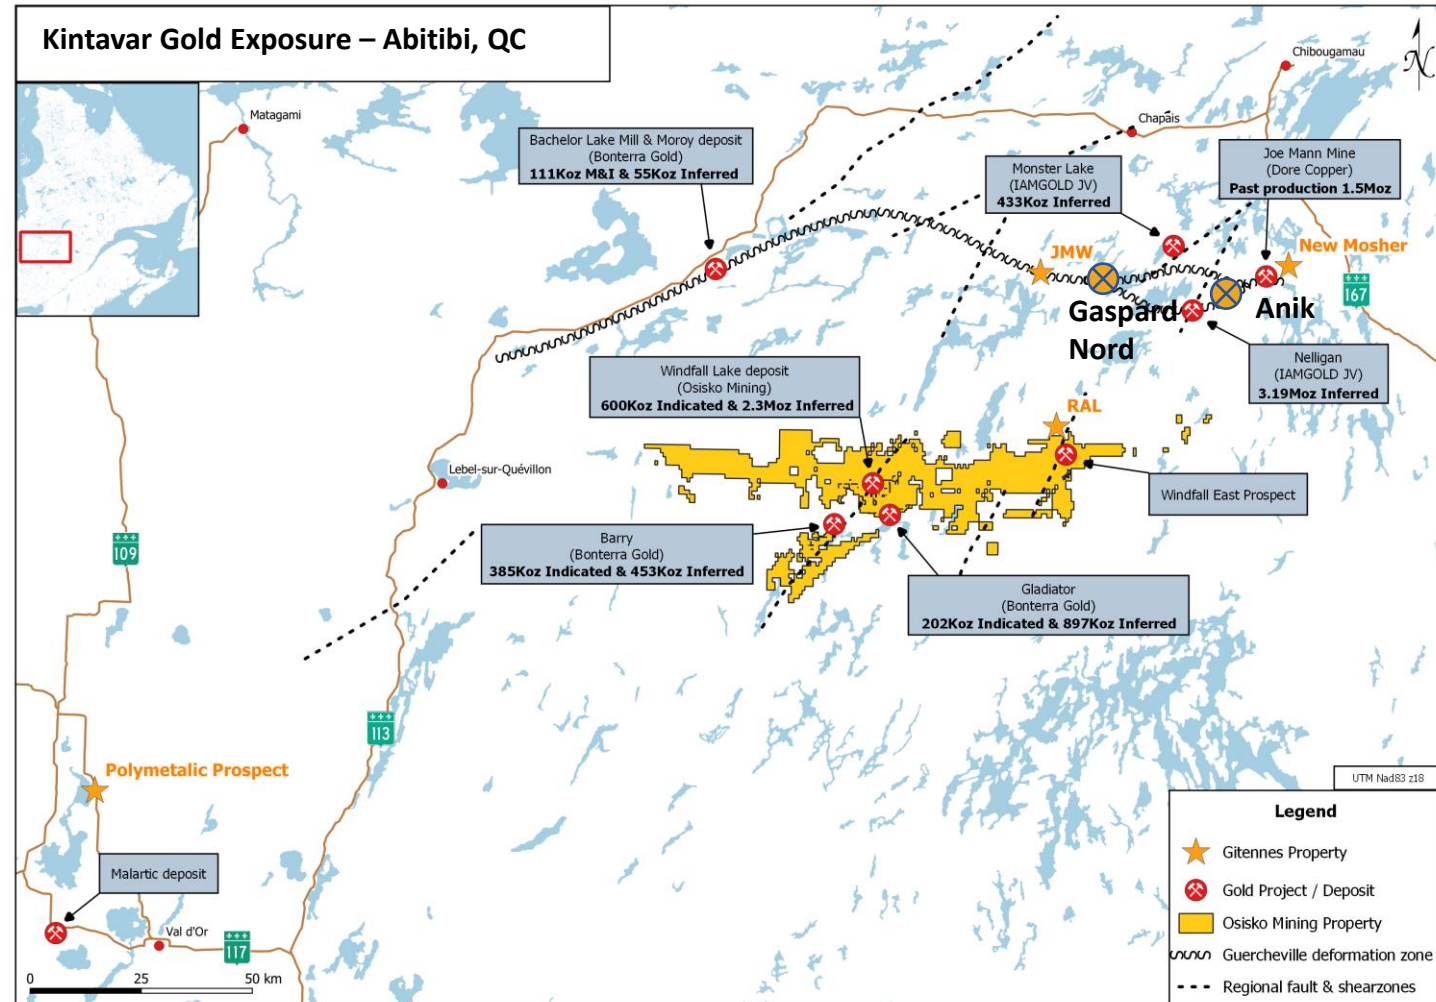 Kintavar Gold Exposure – Abitibi, QC
N
Chibougamau
Matagami
Chapais
Bachelor Lake Mill & Moroy deposit
(Bonterra Gold)
111Koz M&I & 55Koz Inferred
Monster Lake
(IAMGOLD JV)
433Koz Inferred
Joe Mann Mine
(Dore Copper)
Past production 1.5Moz
JMW
New Mosher
167
Gaspard
Nord
Anik
Nelligan
(IAMGOLD JV)
3.19Moz Inferred
Windfall Lake deposit
(Osisko Mining)
600Koz Indicated & 2.3Moz Inferred
RAL
Lebel-sur-Quévillon
Windfall East Prospect
109
Barry
(Bonterra Gold)
385Koz Indicated & 453Koz Inferred
Gladiator
(Bonterra Gold)
202Koz Indicated & 897Koz Inferred
113
Polymetalic Prospect
UTM Nad83 z18
Malartic deposit
Val d'Or
117
0 25 50 km
Legend
Gitennes Property
Gold Project / Deposit
Osisko Mining Property
Guercheville deformation zone
Regional fault & shearzones